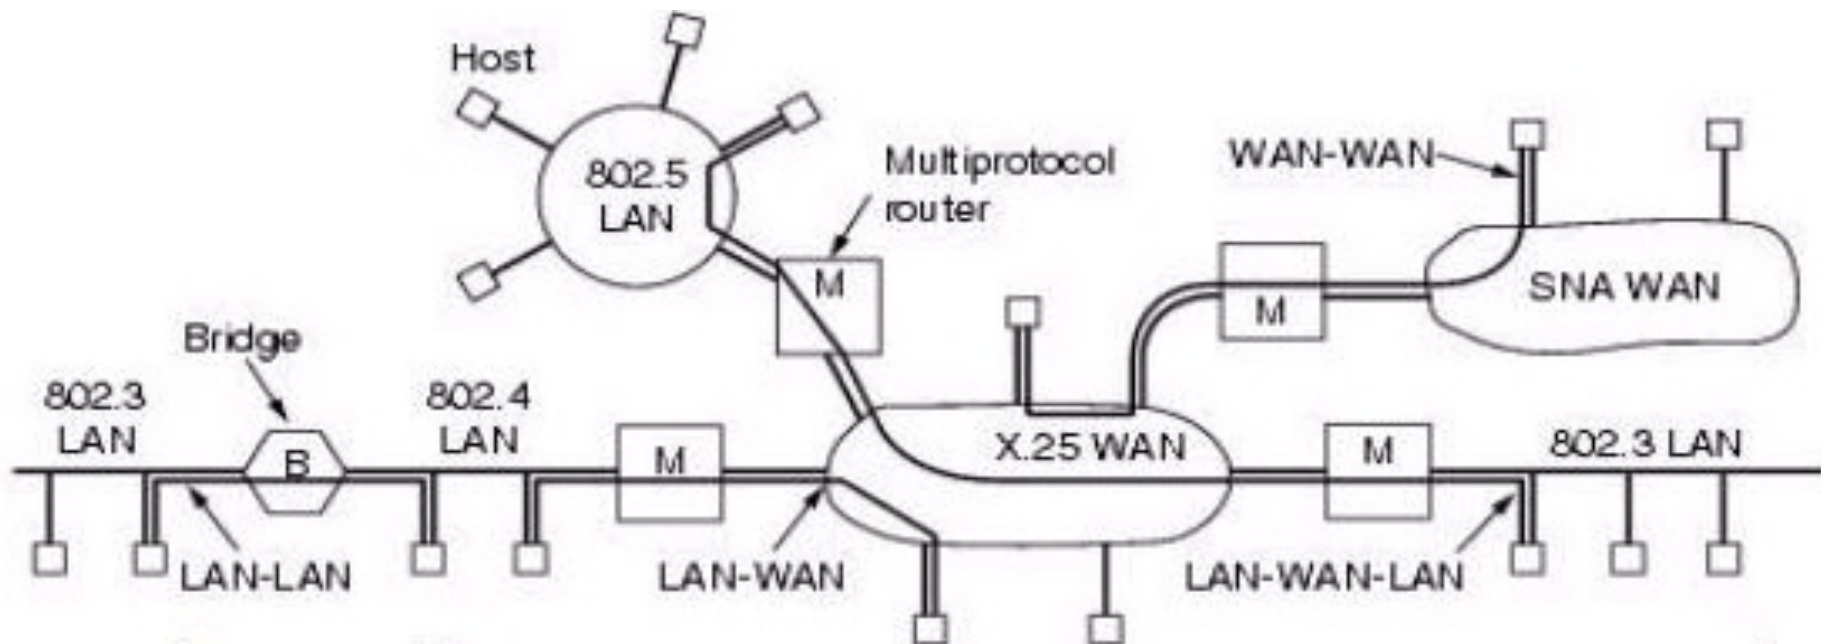 Host
802.5
LAN
Multiprotocol
router
M
WAN-WAN
SNA WAN
M
Bridge
802.3
LAN
B
802.4
LAN
M
X.25 WAN
M
802.3 LAN
LAN-LAN
LAN-WAN
LAN-WAN-LAN